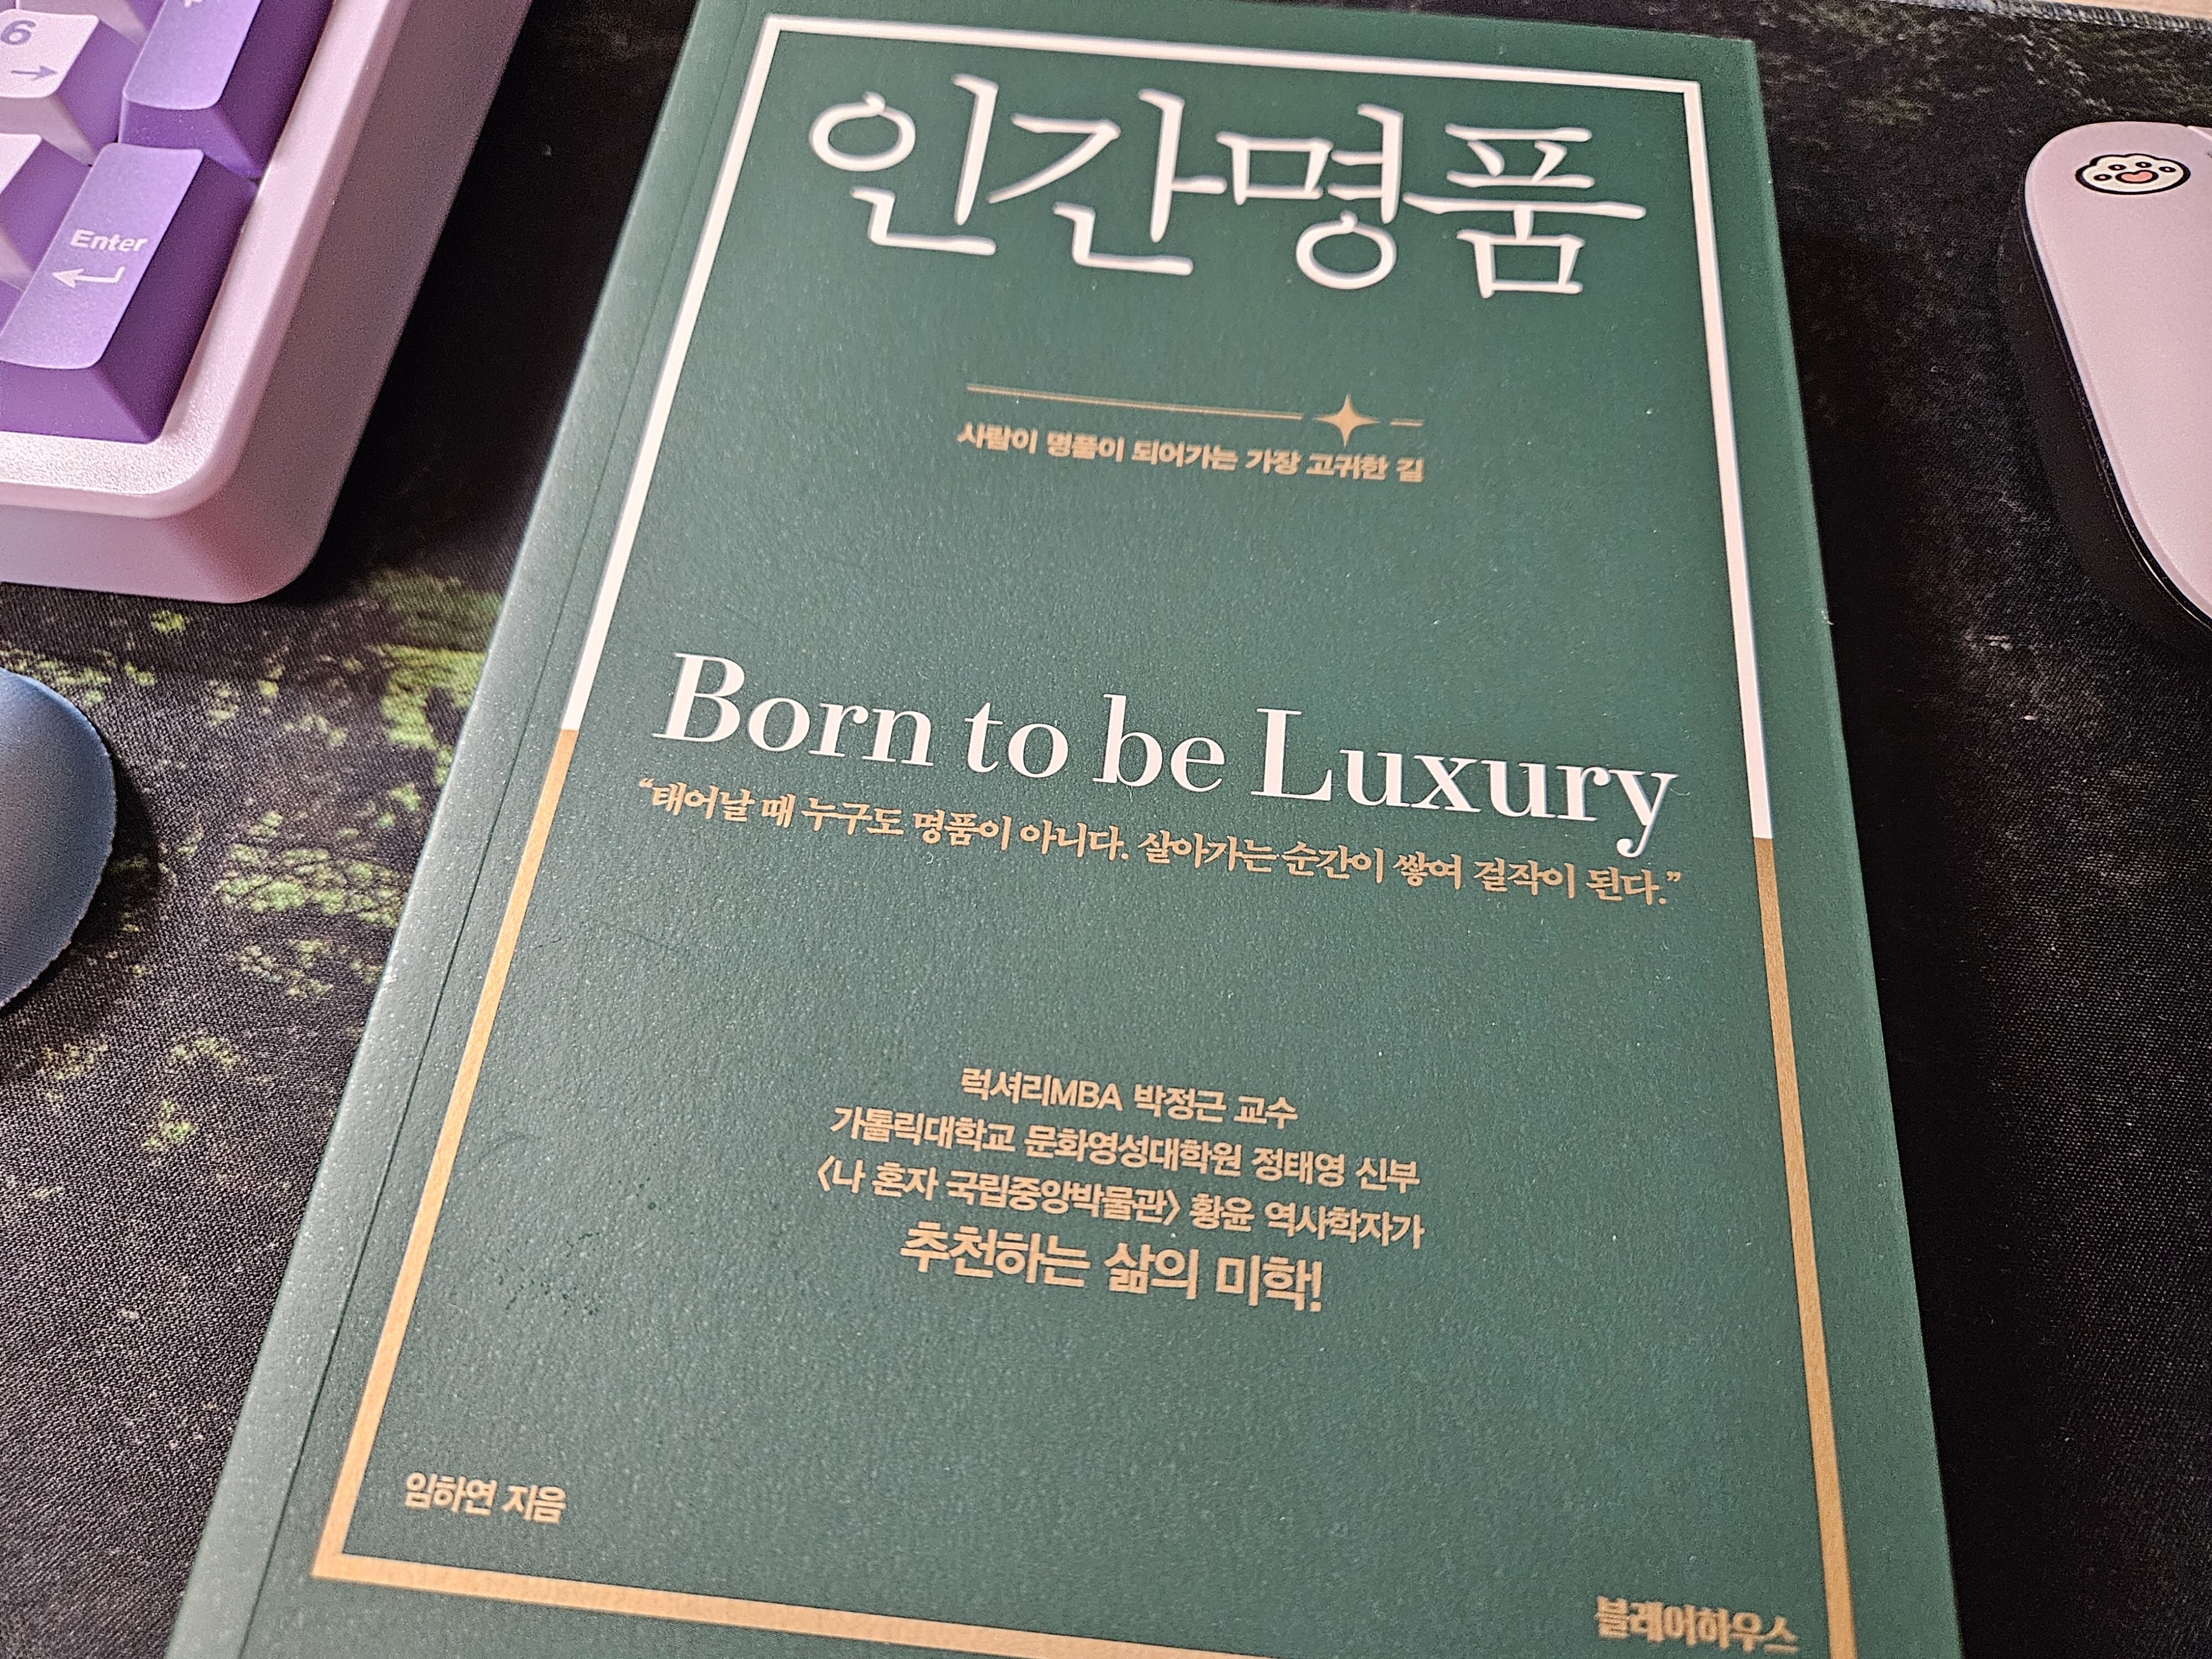 6
→
Enter
인간명품
사람이 명품이 되어가는 가장 고귀한 길
Born to be Luxury
“태어날 때 누구도 명품이 아니다. 살아가는 순간이 쌓여 걸작이 된다.”
럭셔리MBA 박정근 교수
가톨릭대학교 문화영성대학원 정태영 신부
〈나 혼자 국립중앙박물관〉 황윤 역사학자가
추천하는 삶의 미학!
임하연 지음
블레어하우스